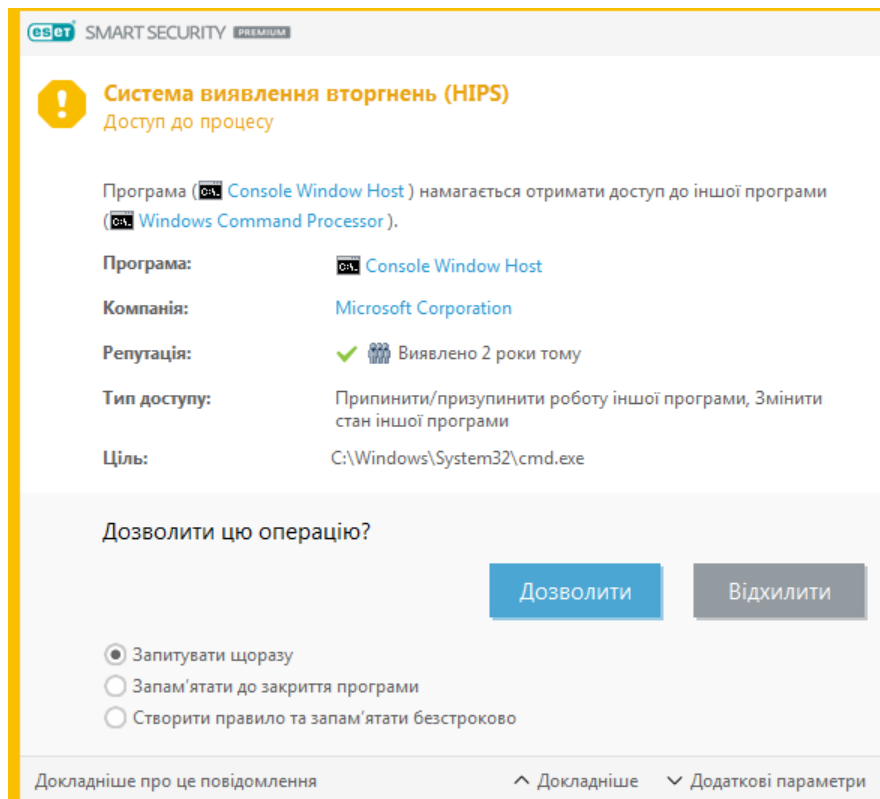 eset SMART SECURITY PREMIUM
Система виявлення вторгнень (HIPS)
Доступ до процесу
Програма ( Console Window Host ) намагається отримати доступ до іншої програми
( Windows Command Processor ).
Програма: Console Window Host
Компанія: Microsoft Corporation
Репутація: Виявлено 2 роки тому
Тип доступу: Припинити/призупинити роботу іншої програми, Змінити
стан іншої програми
Ціль: C:\Windows\System32\cmd.exe
Дозволити цю операцію?
Дозволити Відхилити
Запитувати щоразу
Запам'ятати до закриття програми
Створити правило та запам'ятати безстроково
Докладніше про це повідомлення Докладніше Додаткові параметри